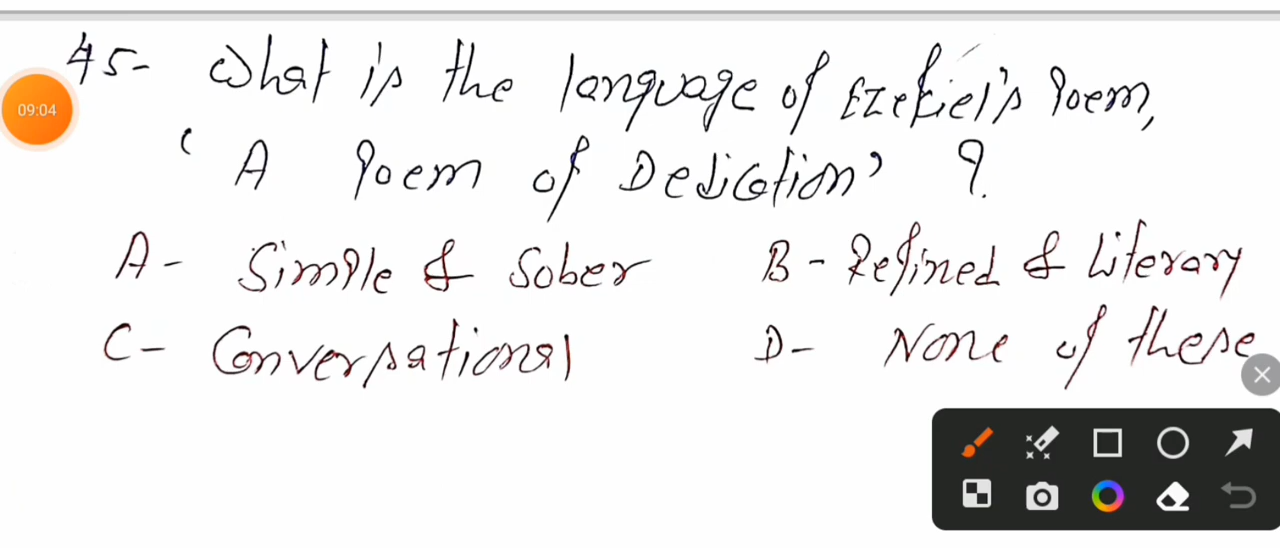 45- What is the language of Ezekiel's Poem,
09:04
'A Poem of Dedication' ?
A- Simple & Sober B- Refined & Literary
C- Conversational D- None of these